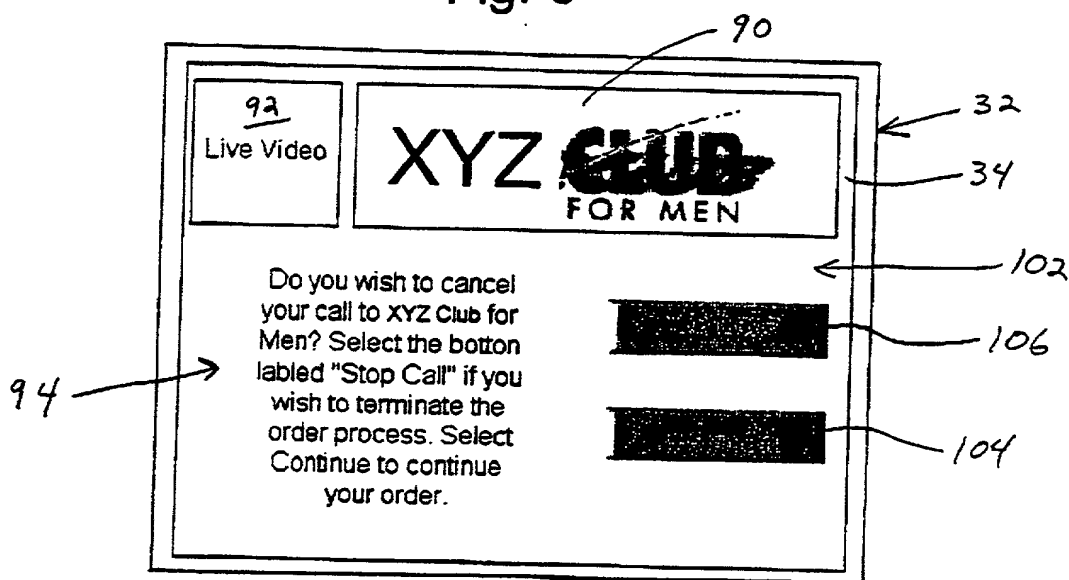 90
92
Live Video
XYZ CLUB
FOR MEN
32
34
102
Do you wish to cancel
your call to XYZ Club for
Men? Select the botton
labled "Stop Call" if you
wish to terminate the
order process. Select
Continue to continue
your order.
106
94
104